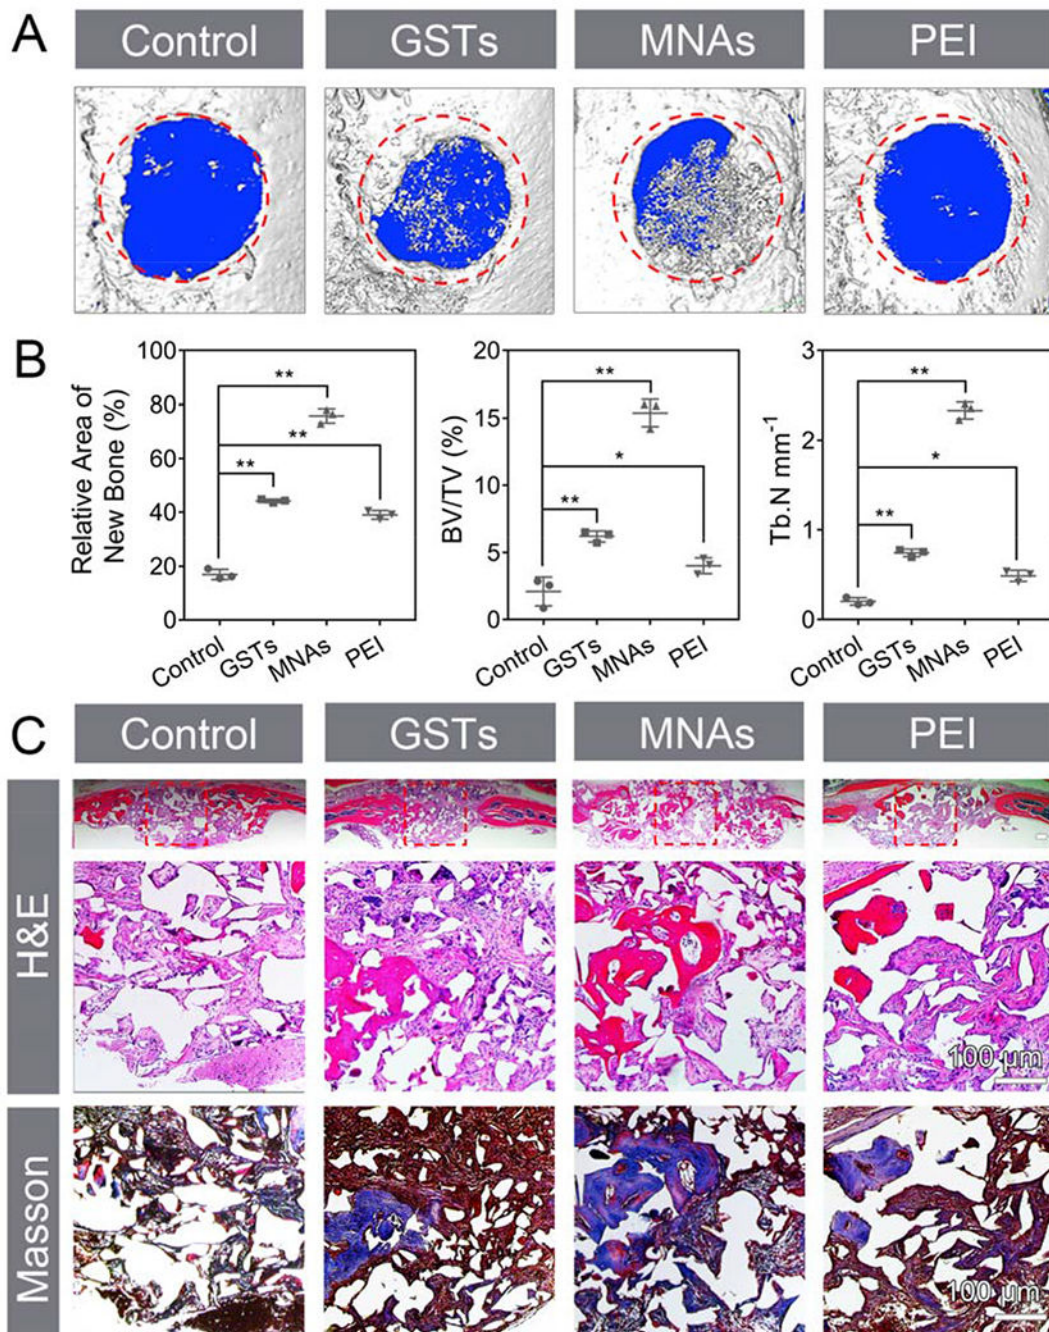 A
Control GSTs MNAs PEI
B
Relative Area of
New Bone (%)
100
80
60
40
20
0
**
**
**
Control GSTs MNAs PEI
BV/TV (%)
20
15
10
5
0
**
*
**
Control GSTs MNAs PEI
Tb.N mm⁻¹
3
2
1
0
**
*
**
Control GSTs MNAs PEI
C
Control GSTs MNAs PEI
H&E
100 μm
Masson
100 μm